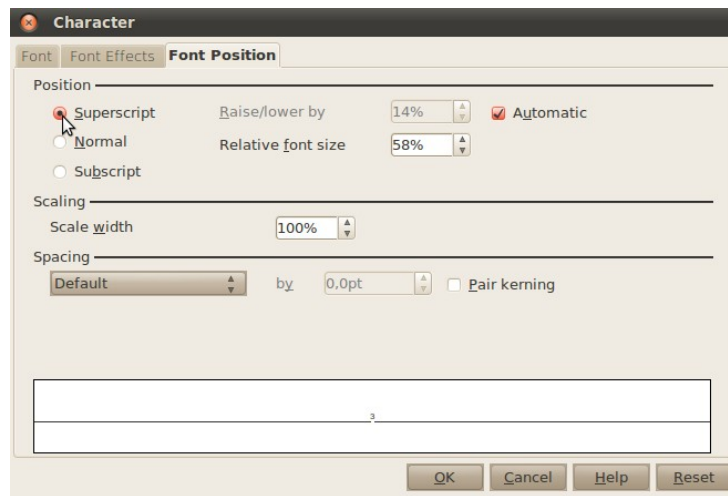 Character
Font Font Effects Font Position
Position
Superscript Raise/lower by 14% Automatic
Normal Relative font size 58%
Subscript
Scaling
Scale width 100%
Spacing
Default by 0,0pt Pair kerning
3
OK Cancel Help Reset